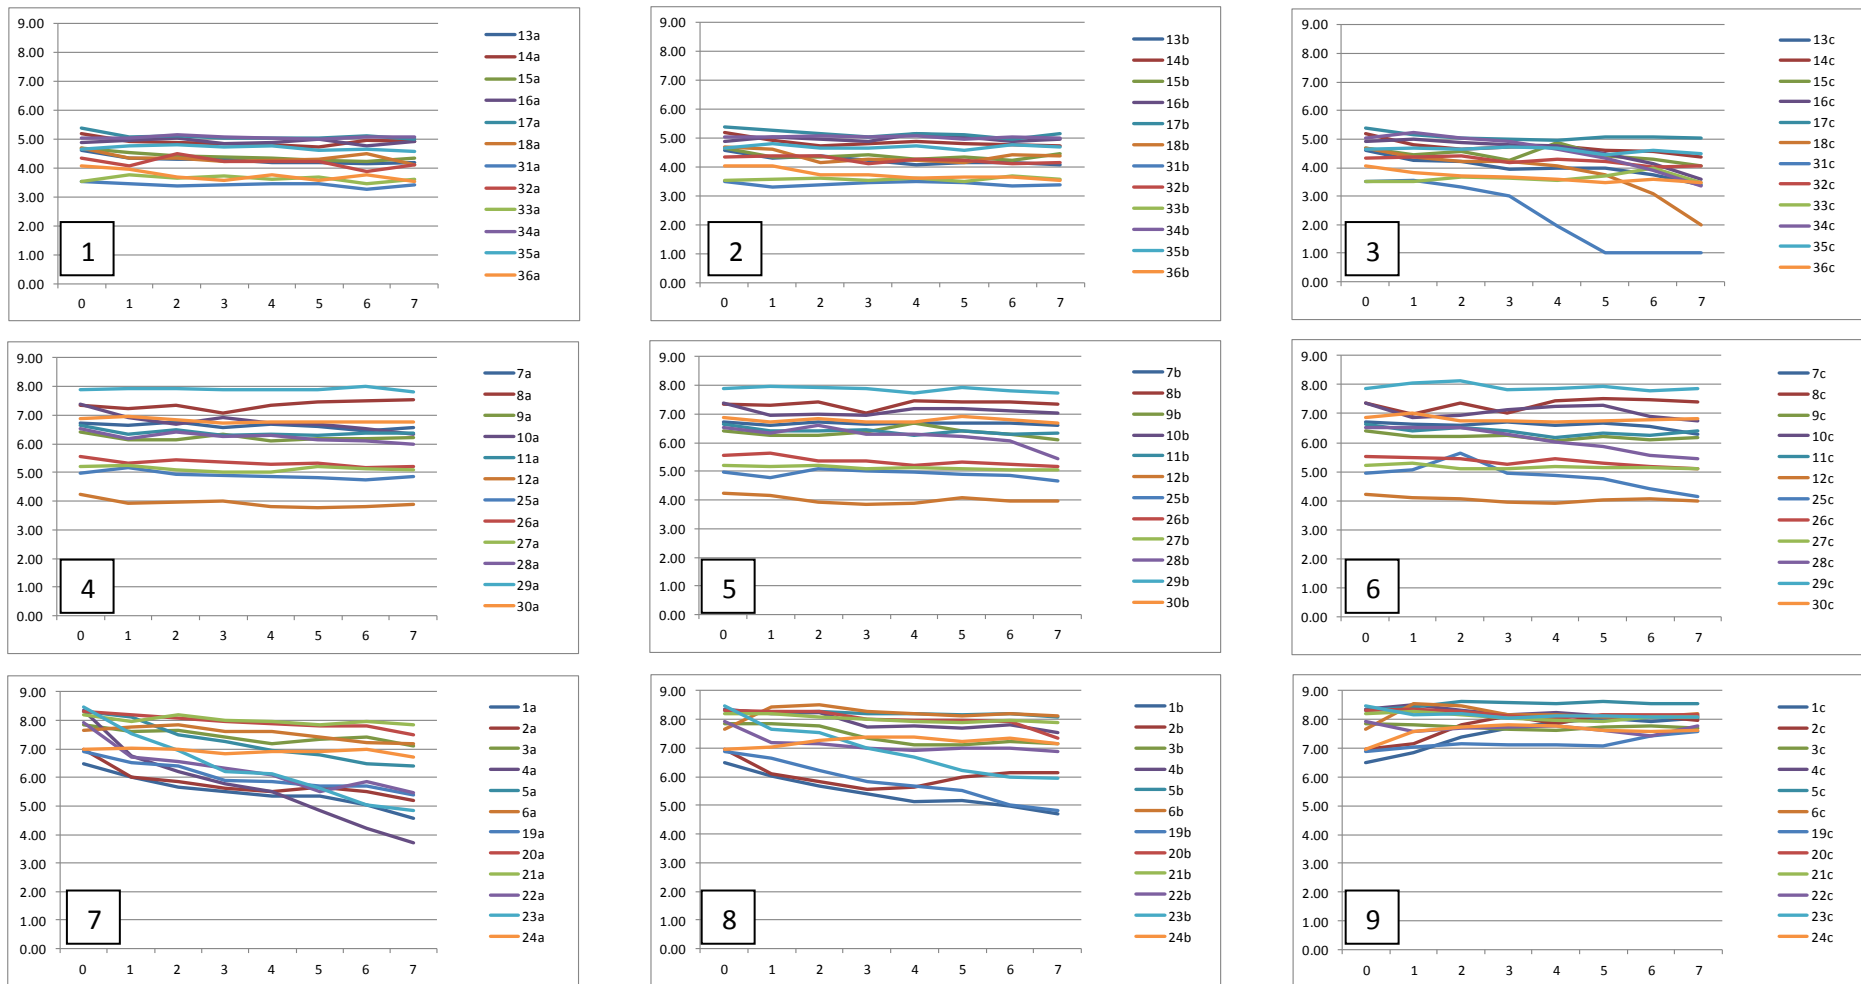 9.00
8.00
7.00
6.00
5.00
4.00
3.00
2.00
1.00
0.00
0 1 2 3 4 5 6 7
1
13a
14a
15a
16a
17a
18a
31a
32a
33a
34a
35a
36a
9.00
8.00
7.00
6.00
5.00
4.00
3.00
2.00
1.00
0.00
0 1 2 3 4 5 6 7
2
13b
14b
15b
16b
17b
18b
31b
32b
33b
34b
35b
36b
9.00
8.00
7.00
6.00
5.00
4.00
3.00
2.00
1.00
0.00
0 1 2 3 4 5 6 7
3
13c
14c
15c
16c
17c
18c
31c
32c
33c
34c
35c
36c
9.00
8.00
7.00
6.00
5.00
4.00
3.00
2.00
1.00
0.00
0 1 2 3 4 5 6 7
4
7a
8a
9a
10a
11a
12a
25a
26a
27a
28a
29a
30a
9.00
8.00
7.00
6.00
5.00
4.00
3.00
2.00
1.00
0.00
0 1 2 3 4 5 6 7
5
7b
8b
9b
10b
11b
12b
25b
26b
27b
28b
29b
30b
9.00
8.00
7.00
6.00
5.00
4.00
3.00
2.00
1.00
0.00
0 1 2 3 4 5 6 7
6
7c
8c
9c
10c
11c
12c
25c
26c
27c
28c
29c
30c
9.00
8.00
7.00
6.00
5.00
4.00
3.00
2.00
1.00
0.00
0 1 2 3 4 5 6 7
7
1a
2a
3a
4a
5a
6a
19a
20a
21a
22a
23a
24a
9.00
8.00
7.00
6.00
5.00
4.00
3.00
2.00
1.00
0.00
0 1 2 3 4 5 6 7
8
1b
2b
3b
4b
5b
6b
19b
20b
21b
22b
23b
24b
9.00
8.00
7.00
6.00
5.00
4.00
3.00
2.00
1.00
0.00
0 1 2 3 4 5 6 7
9
1c
2c
3c
4c
5c
6c
19c
20c
21c
22c
23c
24c